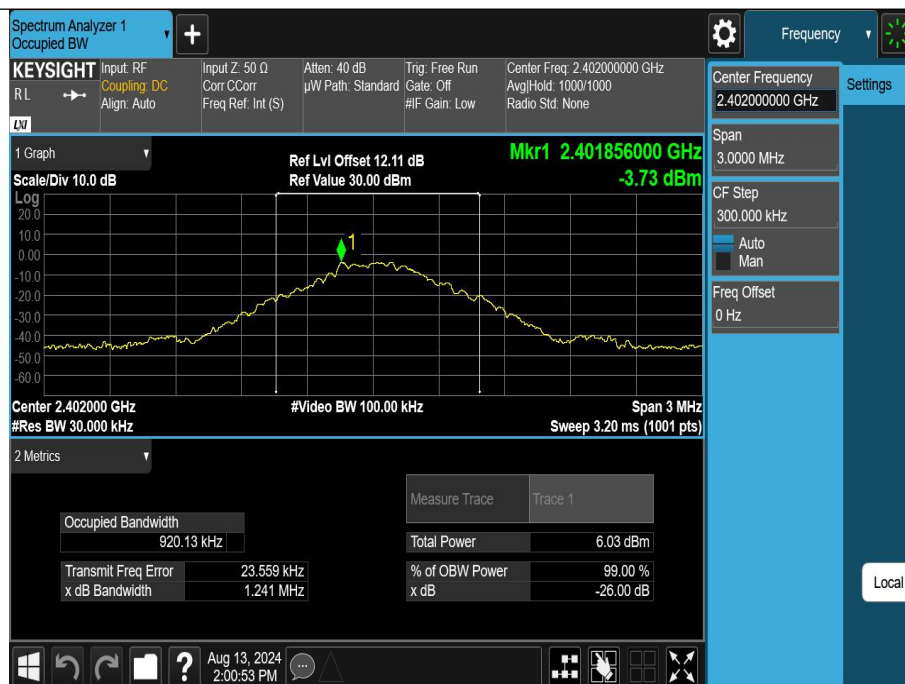 Spectrum Analyzer 1
Occupied BW
Frequency
KEYSIGHT
RL
LXI
Input: RF
Coupling: DC
Align: Auto
Input Z: 50 Ω
Corr CCorr
Freq Ref: Int (S)
Atten: 40 dB
µW Path: Standard
Trig: Free Run
Gate: Off
#IF Gain: Low
Center Freq: 2.402000000 GHz
Avg|Hold: 1000/1000
Radio Std: None
Center Frequency
2.402000000 GHz
Settings
Span
3.0000 MHz
CF Step
300.000 kHz
Auto
Man
Freq Offset
0 Hz
Local
1 Graph
Scale/Div 10.0 dB
Ref Lvl Offset 12.11 dB
Ref Value 30.00 dBm
Mkr1 2.401856000 GHz
-3.73 dBm
Log
20.0
10.0
0.00
-10.0
-20.0
-30.0
-40.0
-50.0
-60.0
1
Center 2.402000 GHz
#Res BW 30.000 kHz
#Video BW 100.00 kHz
Span 3 MHz
Sweep 3.20 ms (1001 pts)
2 Metrics
Measure Trace Trace 1
Occupied Bandwidth
920.13 kHz
Total Power 6.03 dBm
Transmit Freq Error 23.559 kHz
% of OBW Power 99.00 %
x dB Bandwidth 1.241 MHz
x dB -26.00 dB
Aug 13, 2024
2:00:53 PM